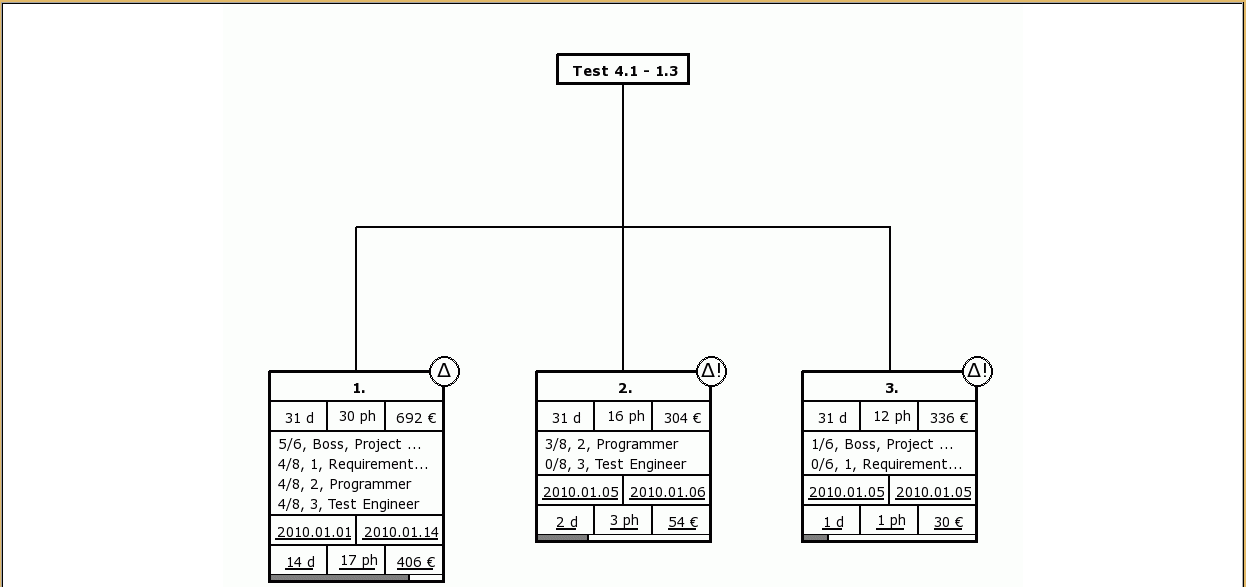 Test 4.1 - 1.3
Δ
1.
31 d 30 ph 692 €
5/6, Boss, Project ...
4/8, 1, Requirement...
4/8, 2, Programmer
4/8, 3, Test Engineer
2010.01.01 2010.01.14
14 d 17 ph 406 €
Δ!
2.
31 d 16 ph 304 €
3/8, 2, Programmer
0/8, 3, Test Engineer
2010.01.05 2010.01.06
2 d 3 ph 54 €
Δ!
3.
31 d 12 ph 336 €
1/6, Boss, Project ...
0/6, 1, Requirement...
2010.01.05 2010.01.05
1 d 1 ph 30 €